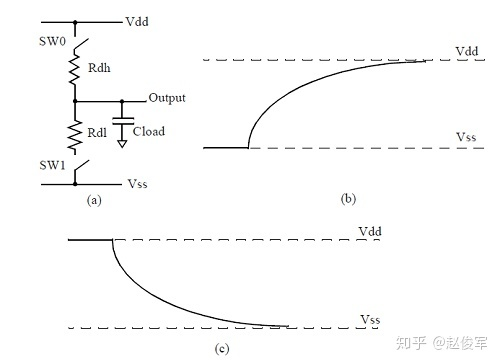 Vdd
SW0
Rdh
Output
Rdl
Cload
SW1
Vss
(a)
Vdd
Vss
(b)
Vdd
Vss
(c)
知乎 @赵俊军